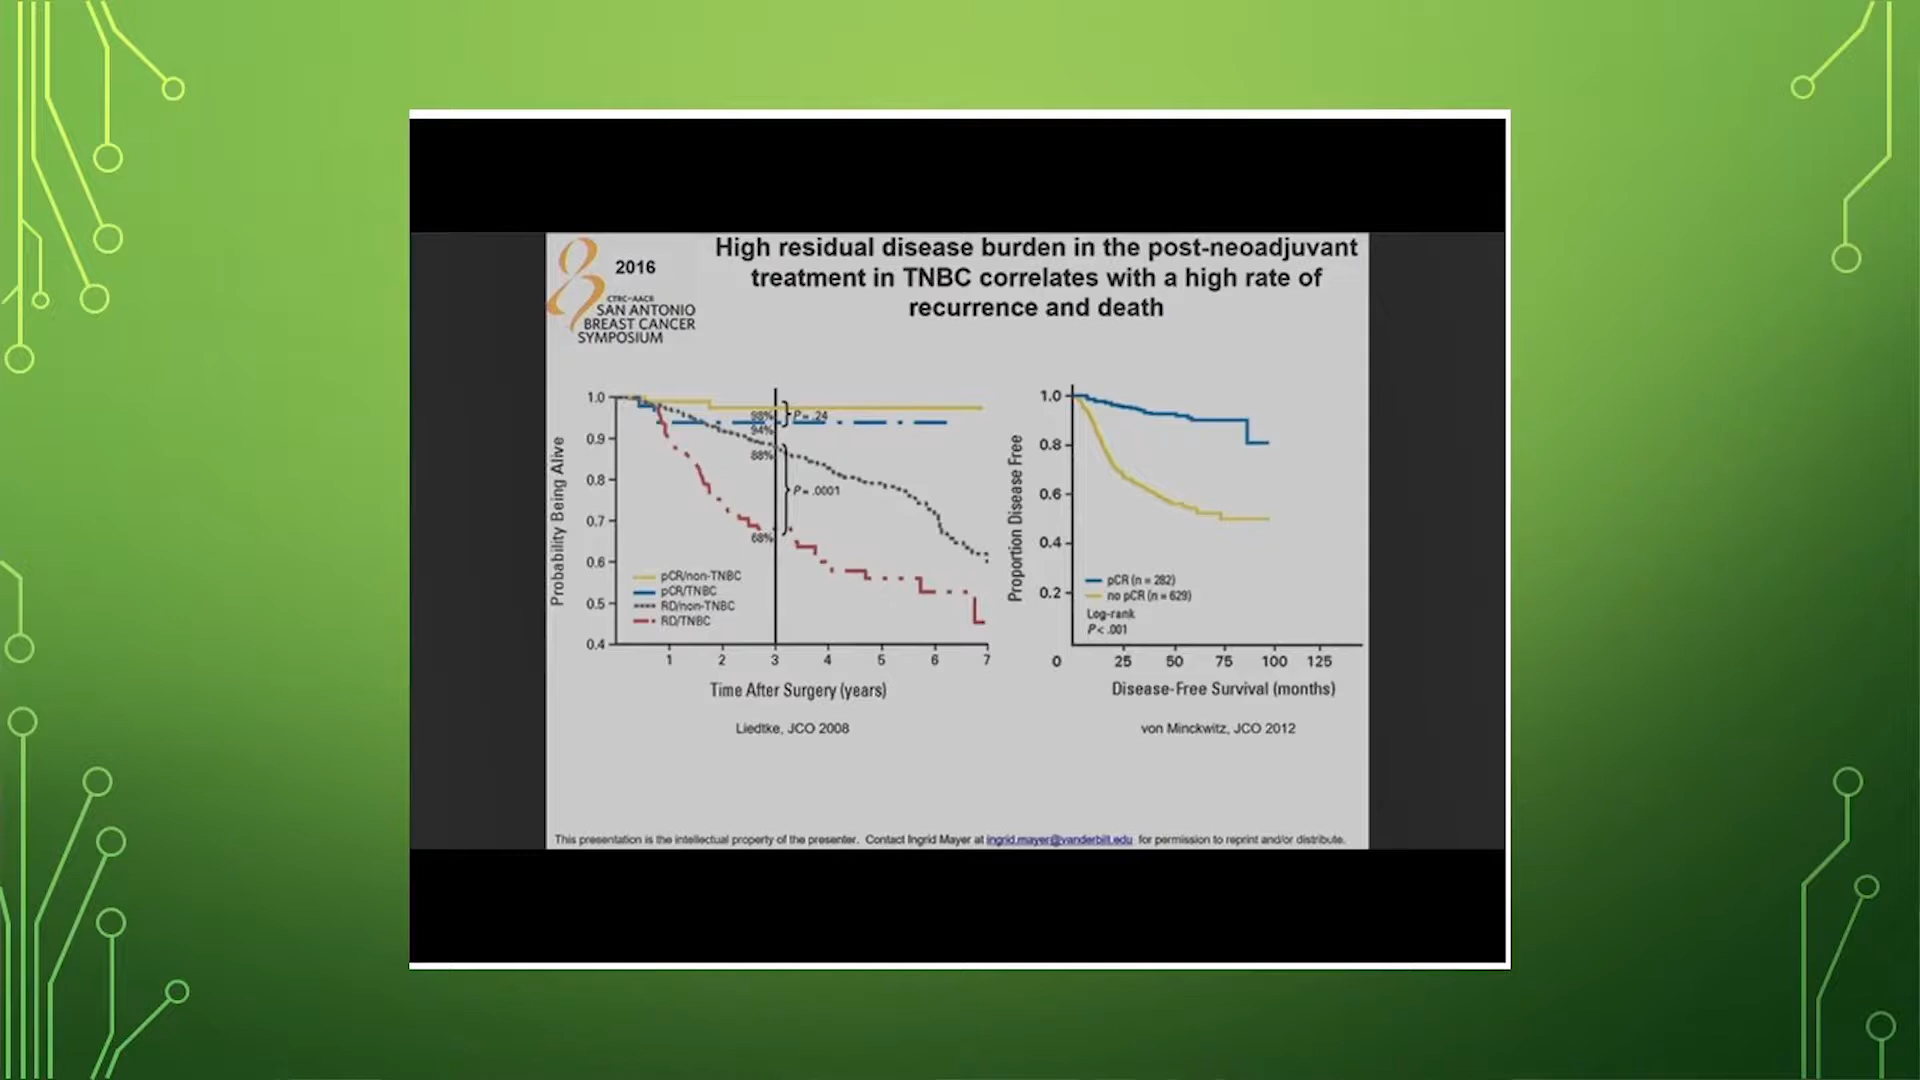 2016
CTRC-AACR
SAN ANTONIO
BREAST CANCER
SYMPOSIUM
High residual disease burden in the post-neoadjuvant
treatment in TNBC correlates with a high rate of
recurrence and death
Probability Being Alive
1.0
0.9
0.8
0.7
0.6
0.5
0.4
98%
94%
88%
68%
P = .24
P = .0001
pCR/non-TNBC
pCR/TNBC
RD/non-TNBC
RD/TNBC
1 2 3 4 5 6 7
Time After Surgery (years)
Liedtke, JCO 2008
Proportion Disease Free
1.0
0.8
0.6
0.4
0.2
pCR (n = 282)
no pCR (n = 629)
Log-rank
P < .001
0 25 50 75 100 125
Disease-Free Survival (months)
von Minckwitz, JCO 2012
This presentation is the intellectual property of the presenter. Contact Ingrid Mayer at ingrid.mayer@vanderbilt.edu for permission to reprint and/or distribute.